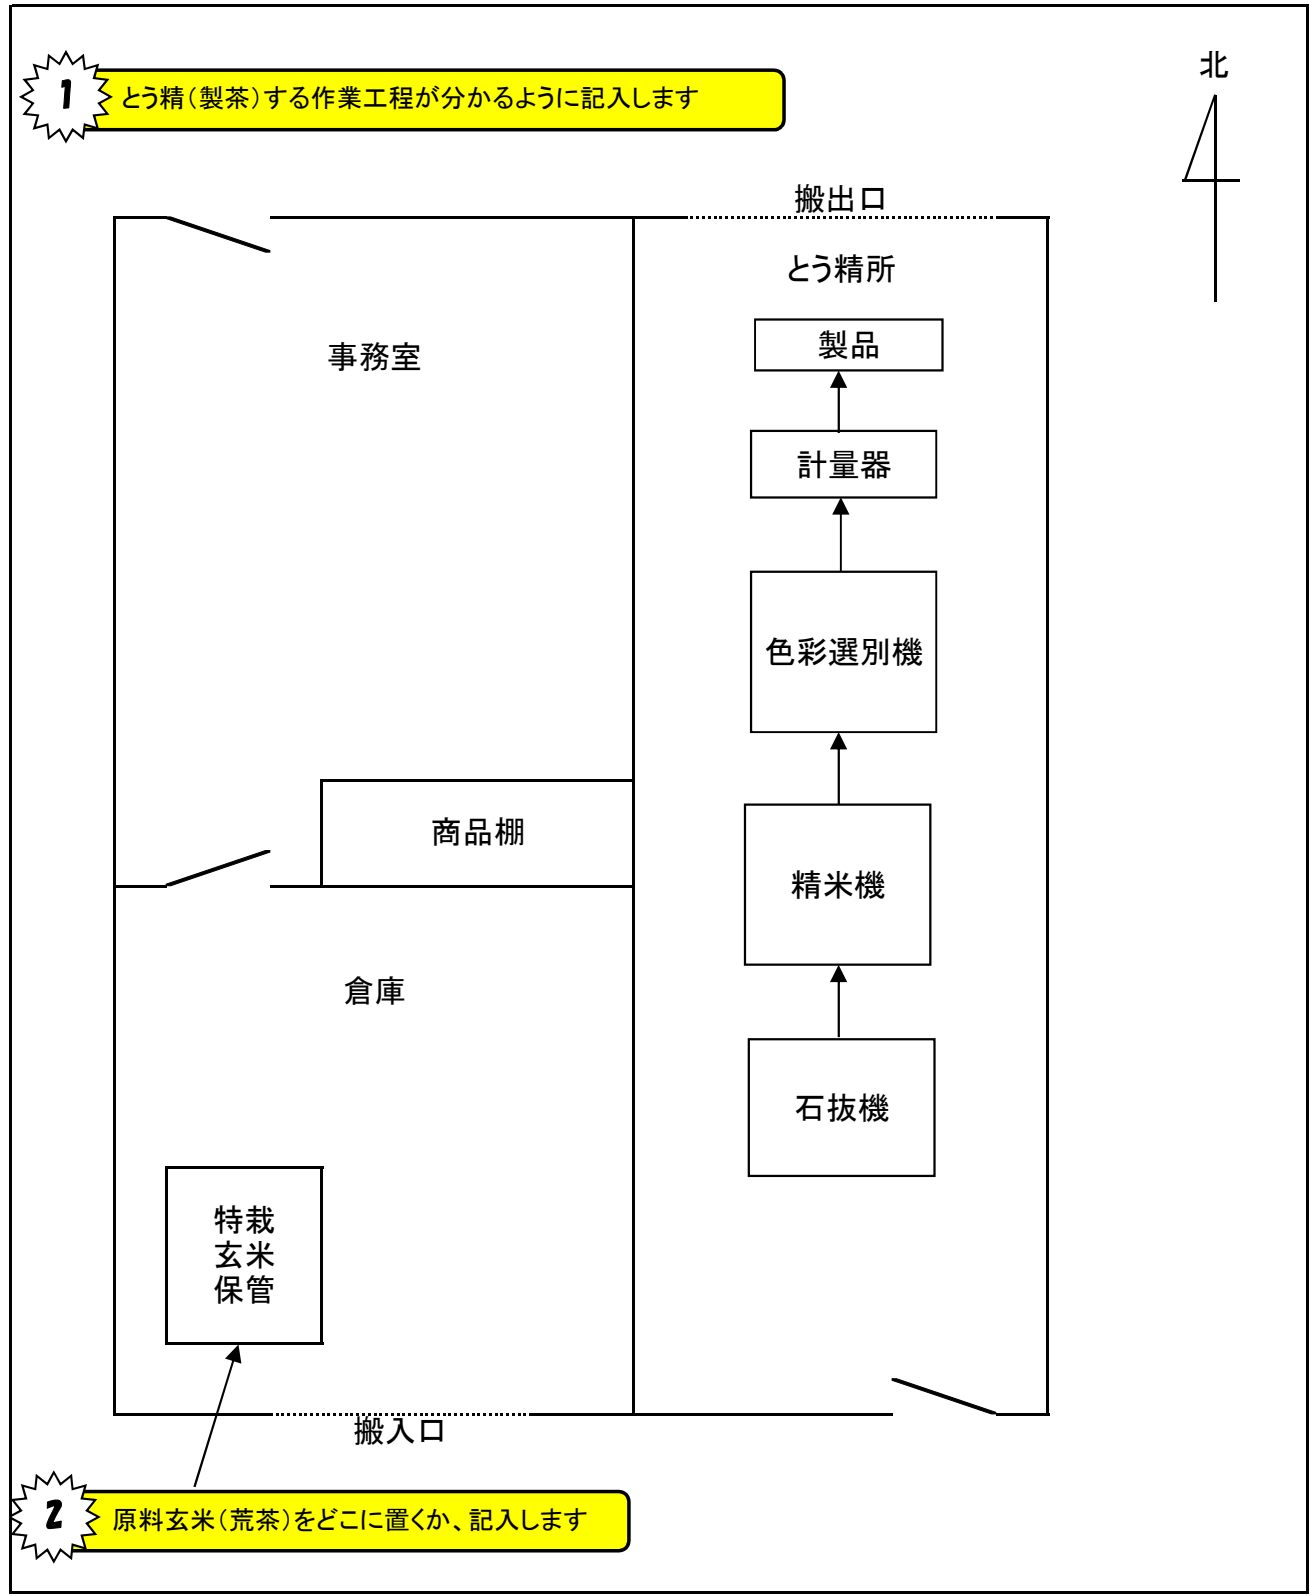 1
とう精（製茶）する作業工程が分かるように記入します
北
搬出口
とう精所
製品
事務室
計量器
色彩選別機
商品棚
精米機
倉庫
石抜機
特栽
玄米
保管
搬入口
2
原料玄米（荒茶）をどこに置くか、記入します